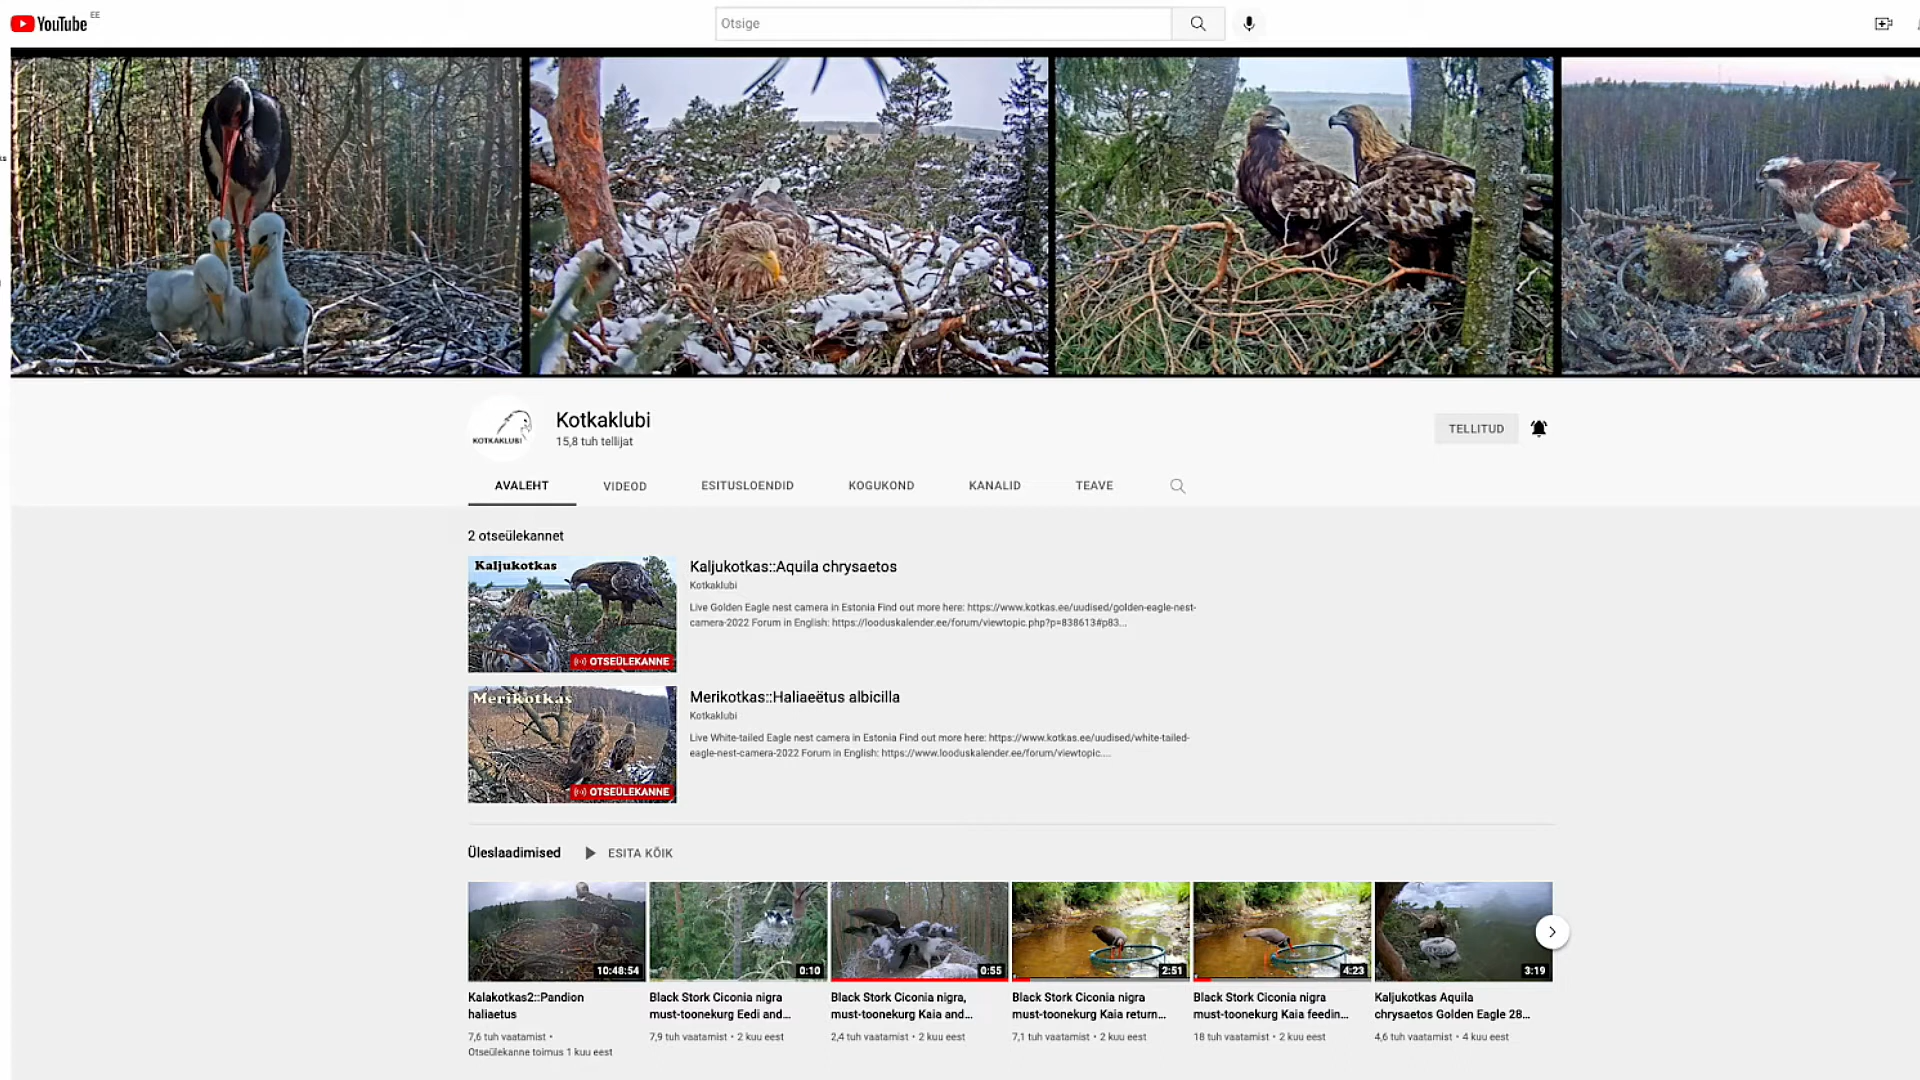 YouTube EE
Otsige
KOTKAKLUBI
Kotkaklubi
15,8 tuh tellijat
TELLITUD
AVALEHT
VIDEOD
ESITUSLOENDID
KOGUKOND
KANALID
TEAVE
2 otseülekannet
Kaljukotkas
OTSEÜLEKANNE
Kaljukotkas::Aquila chrysaetos
Kotkaklubi
Live Golden Eagle nest camera in Estonia Find out more here: https://www.kotkas.ee/uudised/golden-eagle-nest-
camera-2022 Forum in English: https://looduskalender.ee/forum/viewtopic.php?p=838613#p83...
Merikotkas
OTSEÜLEKANNE
Merikotkas::Haliaeëtus albicilla
Kotkaklubi
Live White-tailed Eagle nest camera in Estonia Find out more here: https://www.kotkas.ee/uudised/white-tailed-
eagle-nest-camera-2022 Forum in English: https://www.looduskalender.ee/forum/viewtopic....
Üleslaadimised
ESITA KÕIK
10:48:54
Kalakotkas2::Pandion
haliaetus
7,6 tuh vaatamist •
Otseülekanne toimus 1 kuu eest
0:10
Black Stork Ciconia nigra
must-toonekurg Eedi and...
7,9 tuh vaatamist • 2 kuu eest
0:55
Black Stork Ciconia nigra,
must-toonekurg Kaia and...
2,4 tuh vaatamist • 2 kuu eest
2:51
Black Stork Ciconia nigra
must-toonekurg Kaia return...
7,1 tuh vaatamist • 2 kuu eest
4:23
Black Stork Ciconia nigra
must-toonekurg Kaia feedin...
18 tuh vaatamist • 2 kuu eest
3:19
Kaljukotkas Aquila
chrysaetos Golden Eagle 28...
4,6 tuh vaatamist • 4 kuu eest